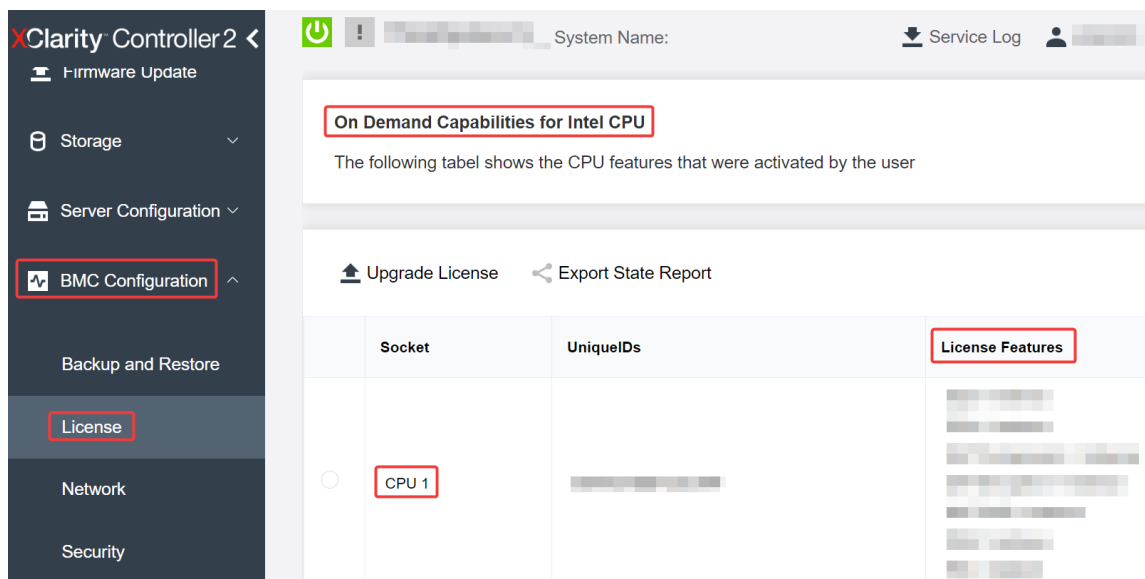 XClarity Controller 2
Firmware Update
Storage
Server Configuration
BMC Configuration
Backup and Restore
License
Network
Security
System Name:
Service Log
On Demand Capabilities for Intel CPU
The following tabel shows the CPU features that were activated by the user
Upgrade License
Export State Report
Socket
UniqueIDs
License Features
CPU 1